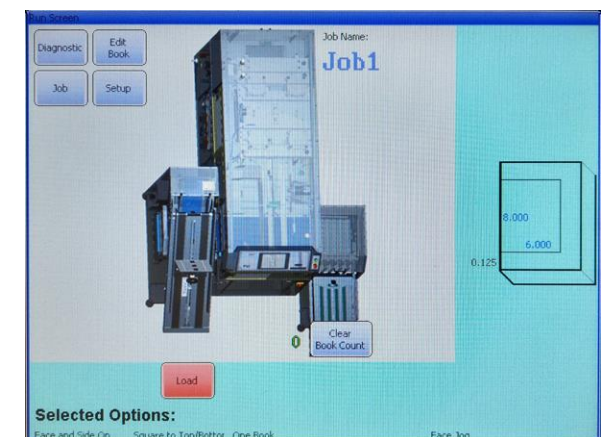 Run Screen
Diagnostic
Edit
Book
Job Name:
Job1
Job
Setup
8.000
6.000
0.125
0
Clear
Book Count
Load
Selected Options:
Face and Side On
Square to Top/Bottor
One Book
Face Jog